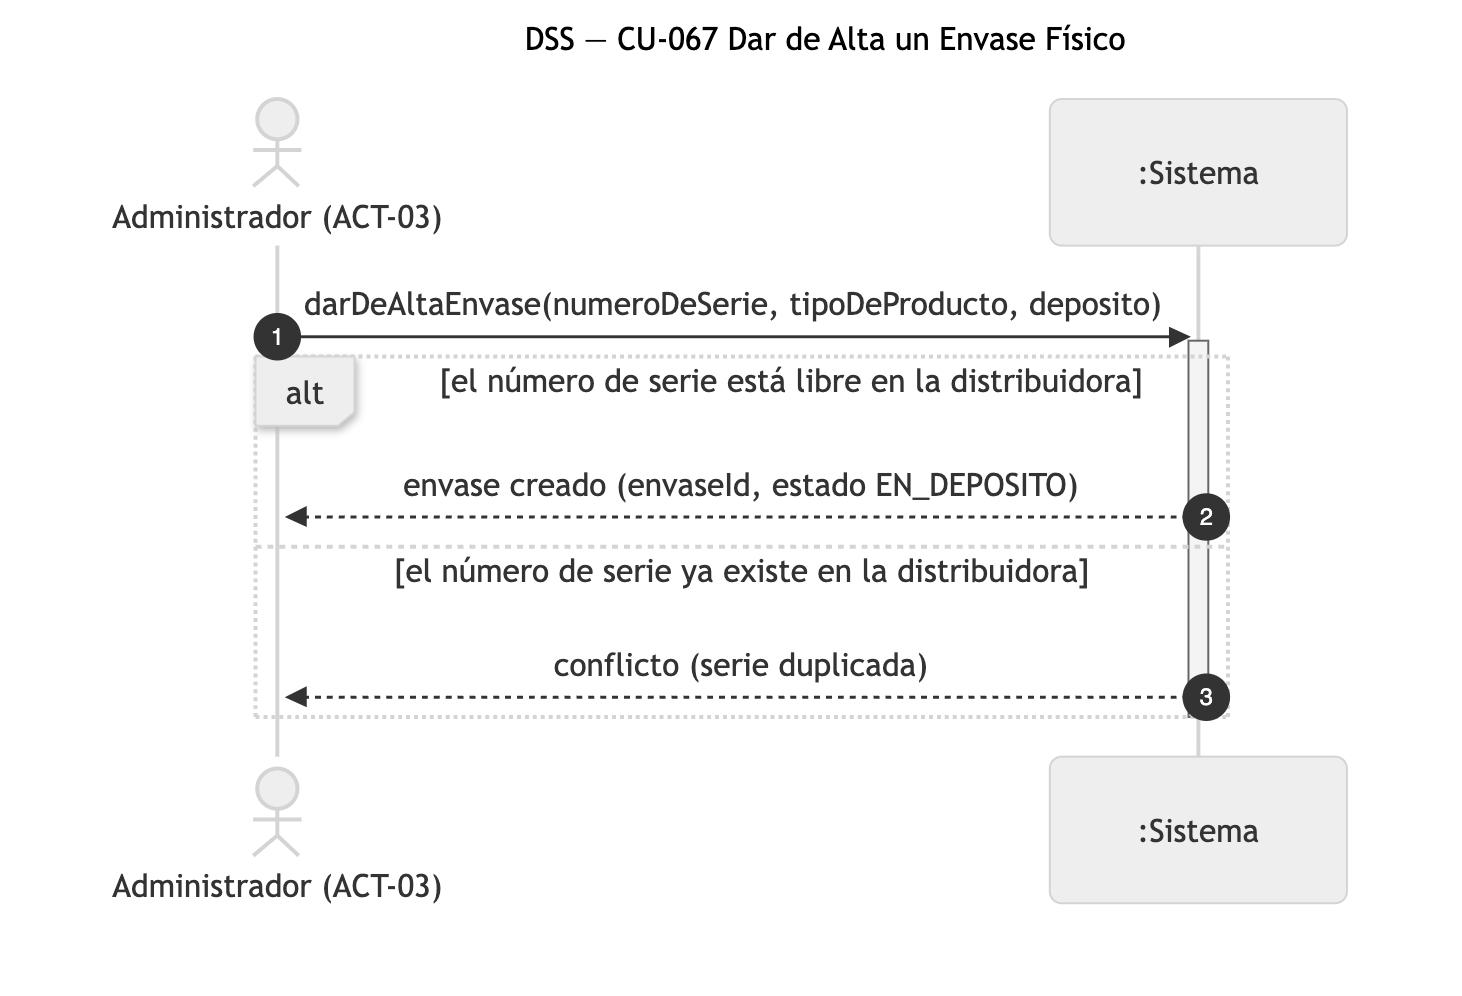 DSS — CU-067 Dar de Alta un Envase Físico
Administrador (ACT-03)
:Sistema
darDeAltaEnvase(numeroDeSerie, tipoDeProducto, deposito)
1
alt
[el número de serie está libre en la distribuidora]
envase creado (envaseId, estado EN_DEPOSITO)
2
[el número de serie ya existe en la distribuidora]
conflicto (serie duplicada)
3
Administrador (ACT-03)
:Sistema